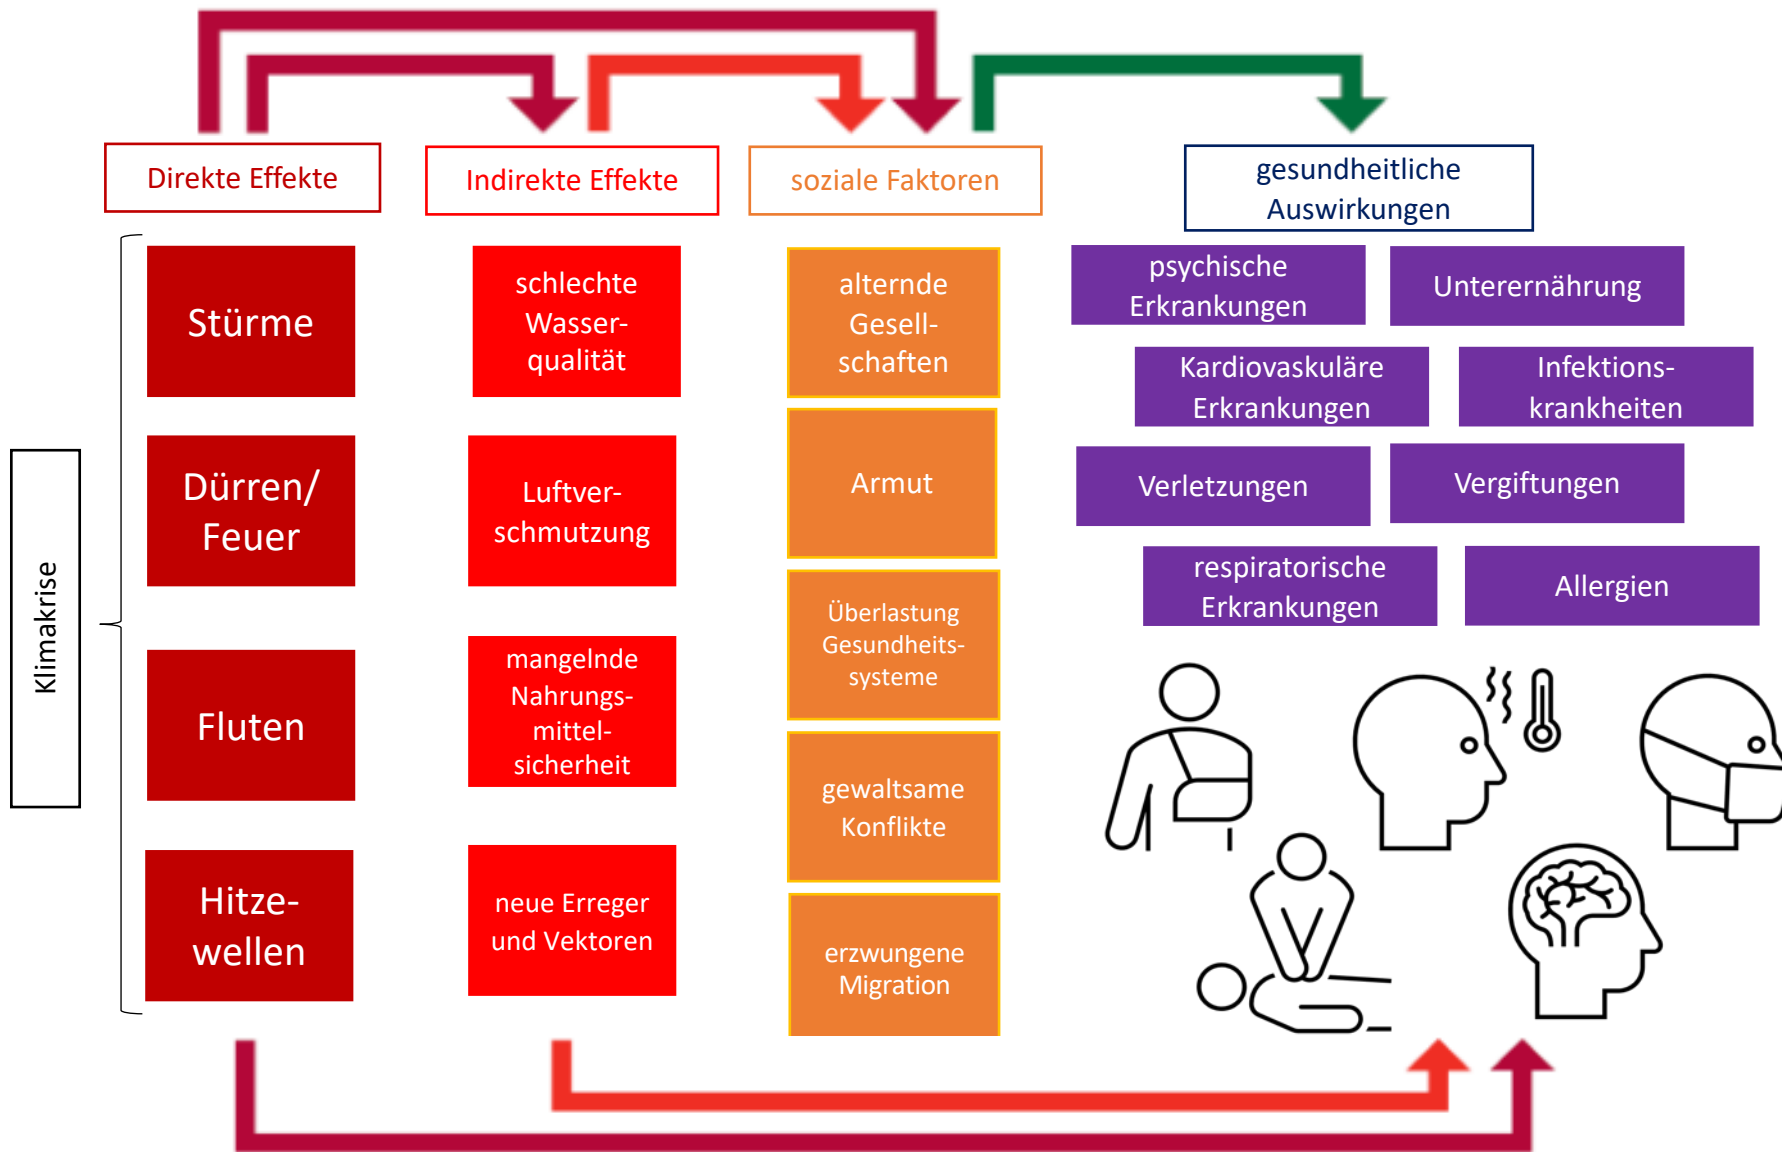 Direkte Effekte
Indirekte Effekte
soziale Faktoren
gesundheitliche
Auswirkungen
Klimakrise
Stürme
Dürren/
Feuer
Fluten
Hitze-
wellen
schlechte
Wasser-
qualität
Luftver-
schmutzung
mangelnde
Nahrungs-
mittel-
sicherheit
neue Erreger
und Vektoren
alternde
Gesell-
schaften
Armut
Überlastung
Gesundheits-
systeme
gewaltsame
Konflikte
erzwungene
Migration
psychische
Erkrankungen
Unterernährung
Kardiovaskuläre
Erkrankungen
Infektions-
krankheiten
Verletzungen
Vergiftungen
respiratorische
Erkrankungen
Allergien